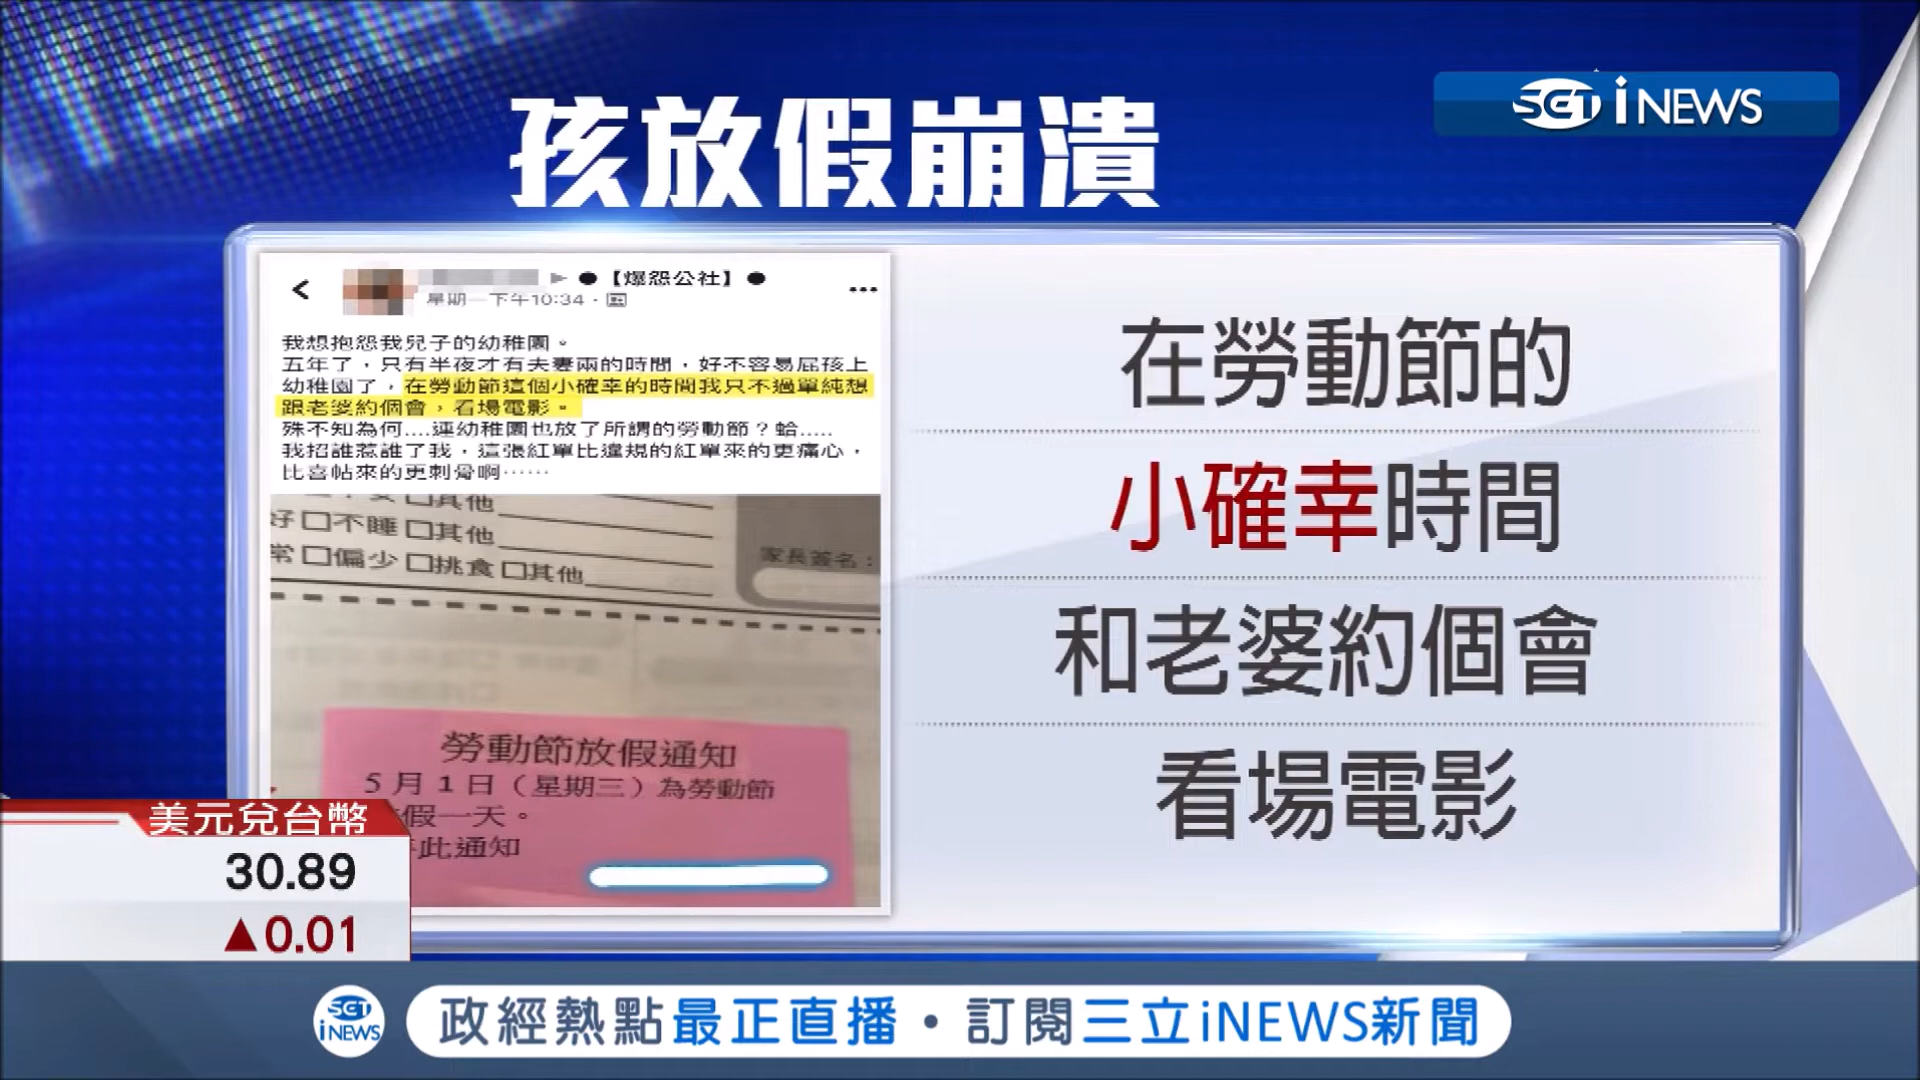 孩放假崩潰
SET iNEWS
●【爆怨公社】●
星期一下午10:34
我想抱怨我兒子的幼稚園。
五年了，只有半夜才有夫妻兩的時間，好不容易屁孩上
幼稚園了，在勞動節這個小確幸的時間我只不過單純想
跟老婆約個會，看場電影。
殊不知為何....連幼稚園也放了所謂的勞動節？蛤.....
我招誰惹誰了我，這張紅單比違規的紅單來的更痛心，
比喜帖來的更刺骨啊⋯⋯
□其他
好□不睡□其他
常□偏少□挑食□其他
家長簽名：
勞動節放假通知
5月1日（星期三）為勞動節
假一天。
此通知
在勞動節的
小確幸時間
和老婆約個會
看場電影
美元兌台幣
30.89
▲0.01
SET iNEWS
政經熱點最正直播・訂閱三立iNEWS新聞